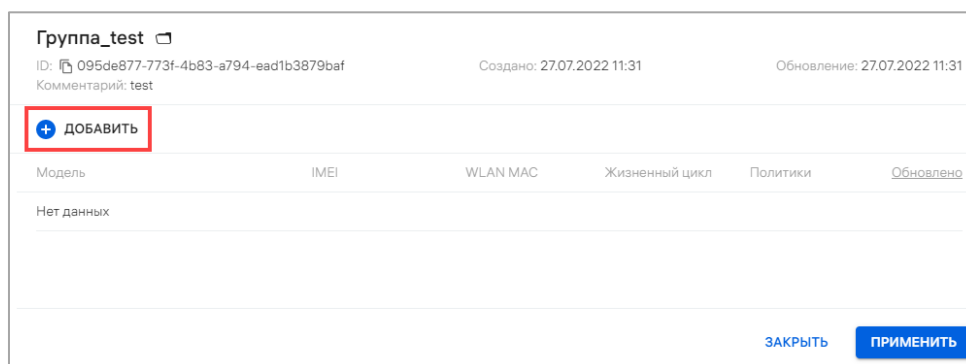 Группа_test
ID: 095de877-773f-4b83-a794-ead1b3879baf Создано: 27.07.2022 11:31 Обновление: 27.07.2022 11:31
Комментарий: test
ДОБАВИТЬ
Модель IMEI WLAN MAC Жизненный цикл Политики Обновлено
Нет данных
ЗАКРЫТЬ ПРИМЕНИТЬ